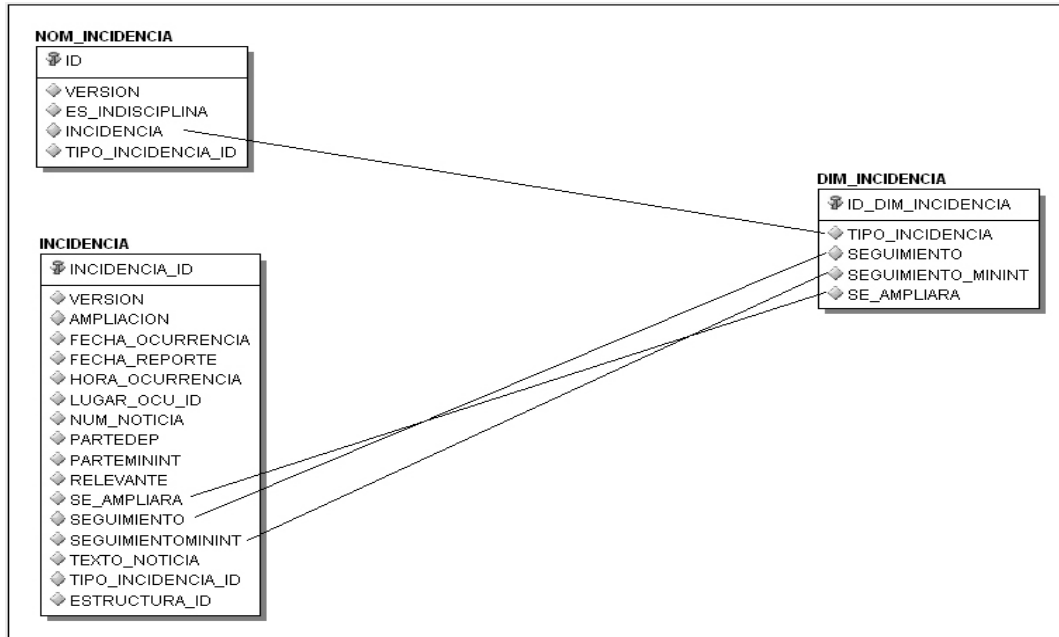 NOM_INCIDENCIA
ID
VERSION
ES_INDISCIPLINA
INCIDENCIA
TIPO_INCIDENCIA_ID
INCIDENCIA
INCIDENCIA_ID
VERSION
AMPLIACION
FECHA_OCURRENCIA
FECHA_REPORTE
HORA_OCURRENCIA
LUGAR_OCU_ID
NUM_NOTICIA
PARTEDEP
PARTEMININT
RELEVANTE
SE_AMPLIARA
SEGUIMIENTO
SEGUIMIENTOMININT
TEXTO_NOTICIA
TIPO_INCIDENCIA_ID
ESTRUCTURA_ID
DIM_INCIDENCIA
ID_DIM_INCIDENCIA
TIPO_INCIDENCIA
SEGUIMIENTO
SEGUIMIENTO_MININT
SE_AMPLIARA